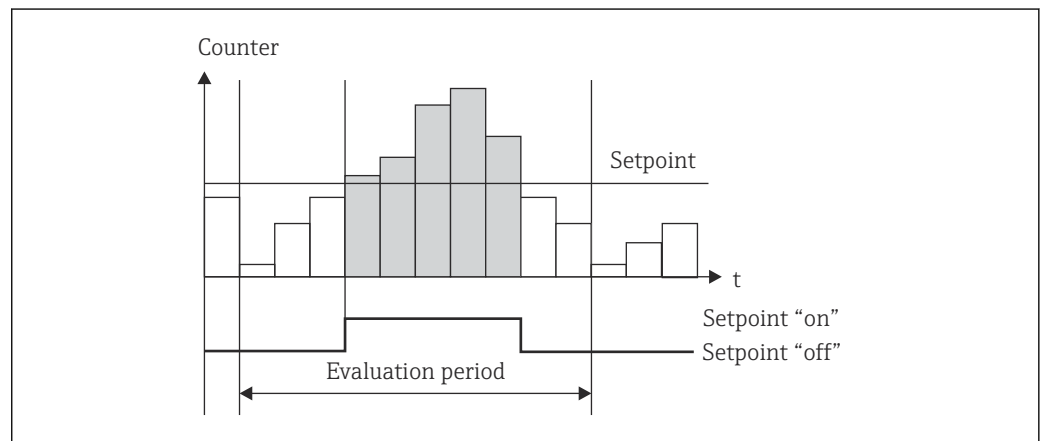 Counter
Setpoint
t
Setpoint “on”
Setpoint “off”
Evaluation period